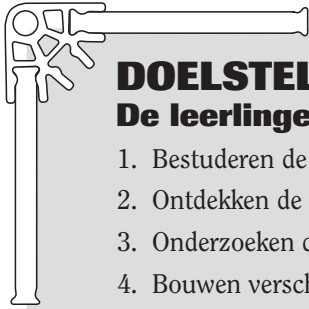 DOELSTEL
De leerlinge
1. Bestuderen de
2. Ontdekken de
3. Onderzoeken d
4. Bouwen versch